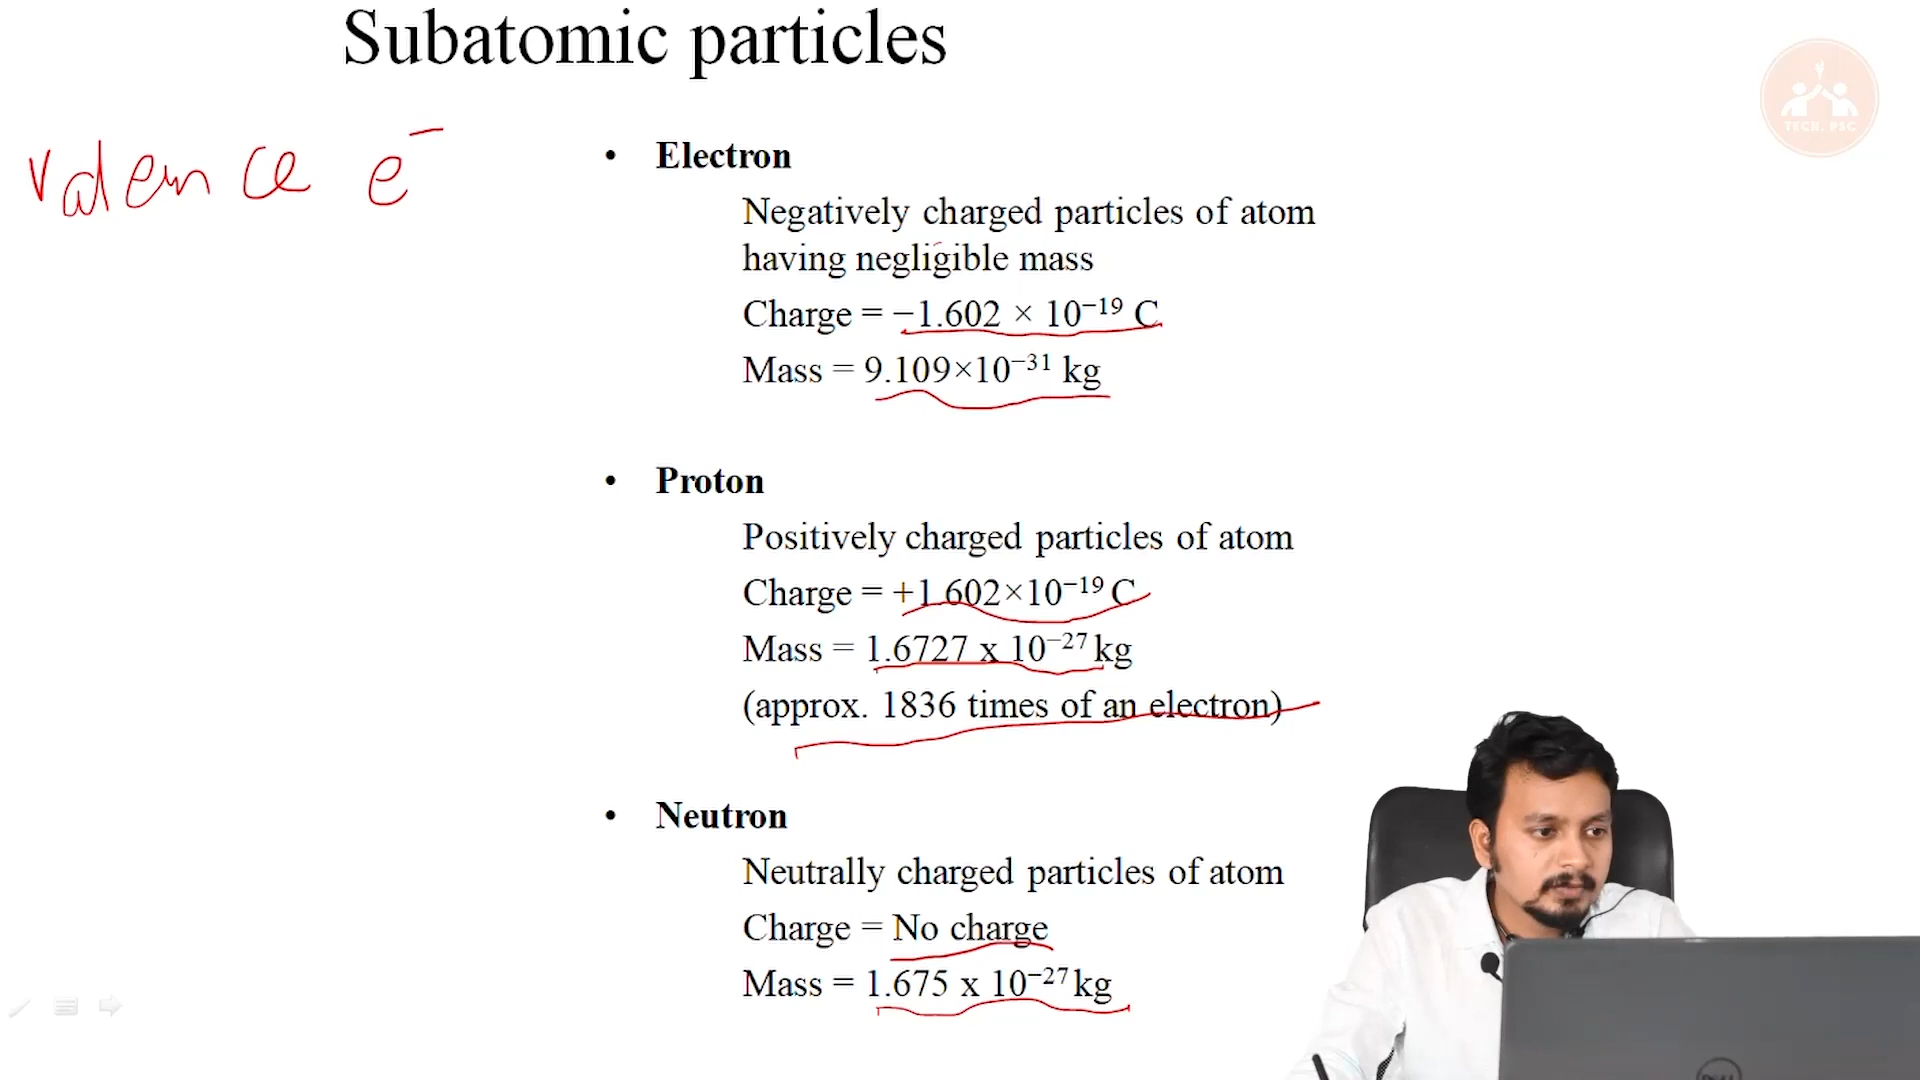 Subatomic particles
valence e⁻
• Electron
Negatively charged particles of atom
having negligible mass
Charge = −1.602 × 10⁻¹⁹ C
Mass = 9.109×10⁻³¹ kg
• Proton
Positively charged particles of atom
Charge = +1.602×10⁻¹⁹ C
Mass = 1.6727 x 10⁻²⁷ kg
(approx. 1836 times of an electron)
• Neutron
Neutrally charged particles of atom
Charge = No charge
Mass = 1.675 x 10⁻²⁷ kg
TECH. PSC
DELL